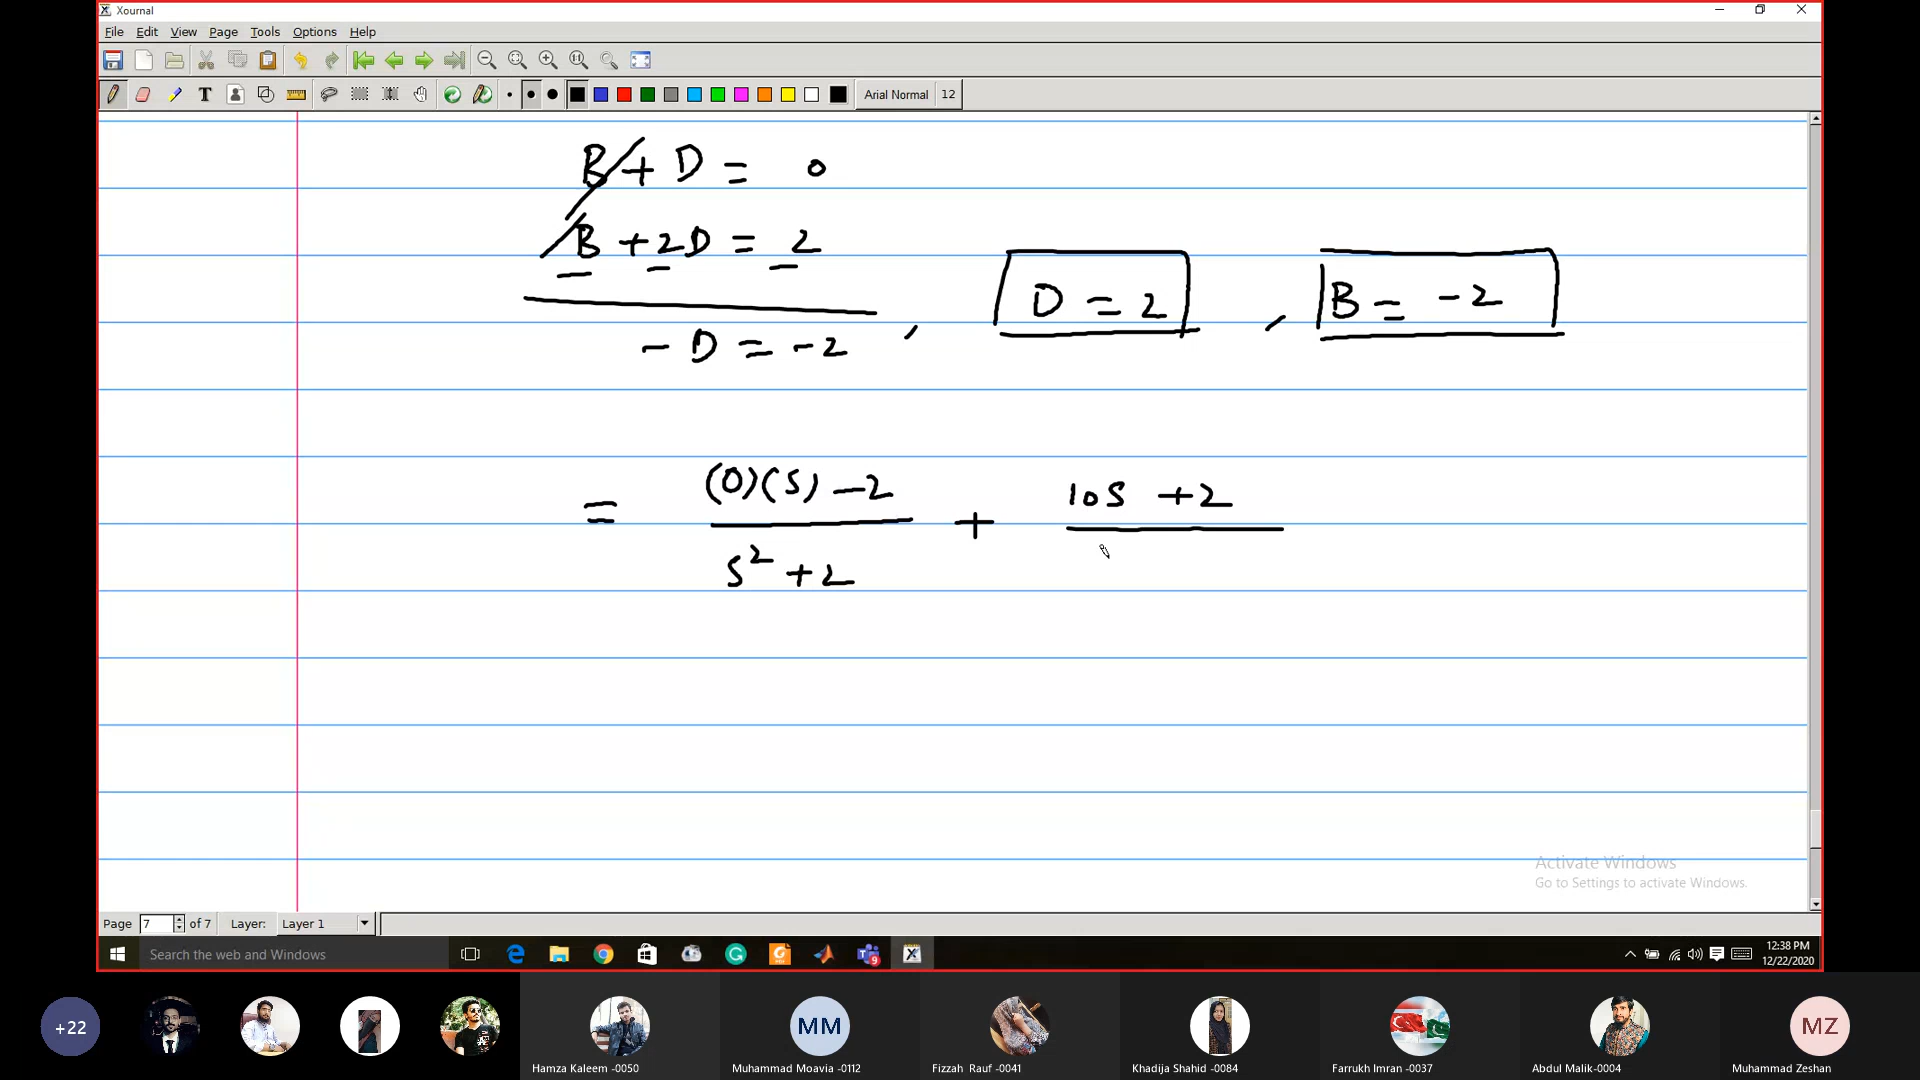 Xournal
File Edit View Page Tools Options Help
Arial Normal 12
B + D = 0
B + 2D = 2
- D = -2 , D = 2 , B = -2
= (0)(S) - 2 + 10S + 2
S² + 2
Activate Windows
Go to Settings to activate Windows.
Page 7 of 7 Layer: Layer 1
Search the web and Windows
12:38 PM
12/22/2020
+22
MM
MZ
Hamza Kaleem -0050
Muhammad Moavia -0112
Fizzah Rauf -0041
Khadija Shahid -0084
Farrukh Imran -0037
Abdul Malik-0004
Muhammad Zeshan